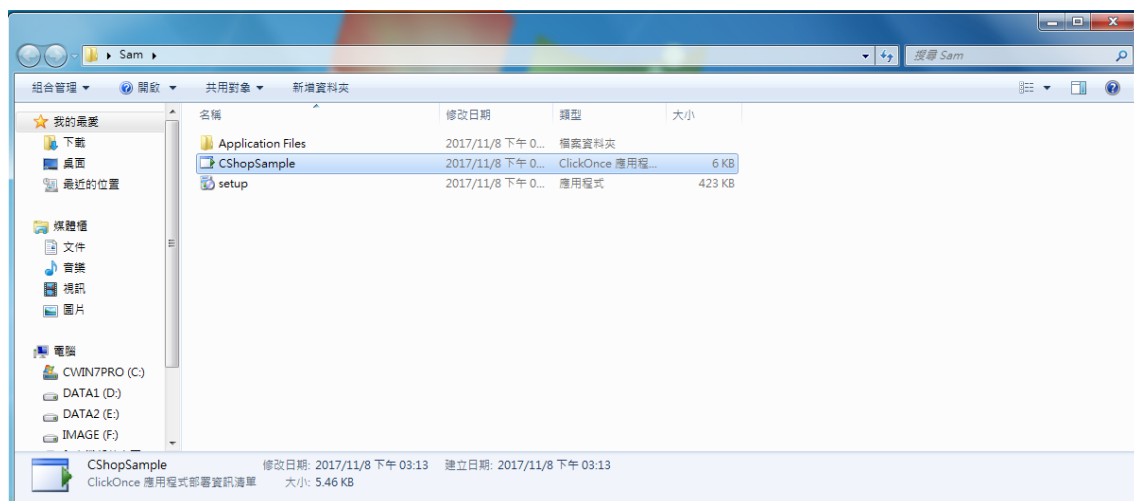 Sam
搜尋 Sam
組合管理 開啟 共用對象 新增資料夾
我的最愛
下載
桌面
最近的位置
媒體櫃
文件
音樂
視訊
圖片
電腦
CWIN7PRO (C:)
DATA1 (D:)
DATA2 (E:)
IMAGE (F:)
名稱 修改日期 類型 大小
Application Files 2017/11/8 下午 0... 檔案資料夾
CShopSample 2017/11/8 下午 0... ClickOnce 應用程... 6 KB
setup 2017/11/8 下午 0... 應用程式 423 KB
CShopSample 修改日期: 2017/11/8 下午 03:13 建立日期: 2017/11/8 下午 03:13
ClickOnce 應用程式部署資訊清單 大小: 5.46 KB